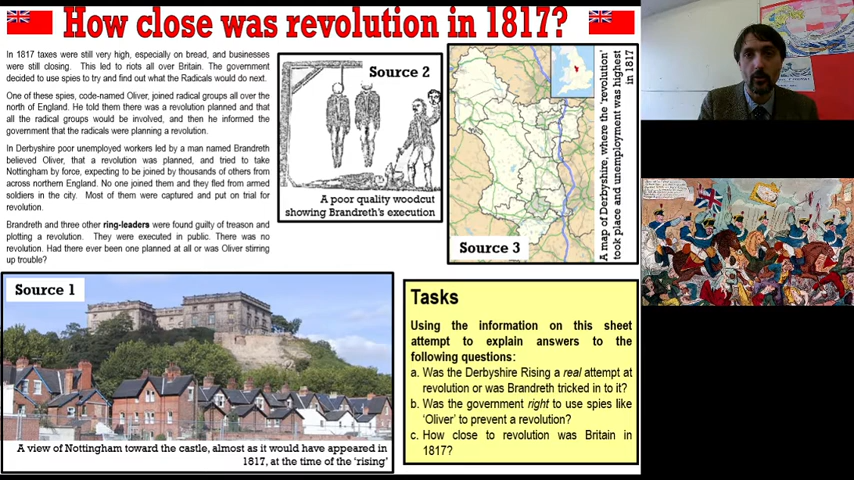 How close was revolution in 1817?
In 1817 taxes were still very high, especially on bread, and businesses
were still closing. This led to riots all over Britain. The government
decided to use spies to try and find out what the Radicals would do next.
One of these spies, code-named Oliver, joined radical groups all over the
north of England. He told them there was a revolution planned and that
all the radical groups would be involved, and then he informed the
government that the radicals were planning a revolution.
In Derbyshire poor unemployed workers led by a man named Brandreth
believed Oliver, that a revolution was planned, and tried to take
Nottingham by force, expecting to be joined by thousands of others from
across northern England. No one joined them and they fled from armed
soldiers in the city. Most of them were captured and put on trial for
revolution.
Brandreth and three other ring-leaders were found guilty of treason and
plotting a revolution. They were executed in public. There was no
revolution. Had there ever been one planned at all or was Oliver stirring
up trouble?
Source 2
A poor quality woodcut
showing Brandreth's execution
Source 3
A map of Derbyshire, where the 'revolution'
took place and unemployment was highest
in 1817
Source 1
A view of Nottingham toward the castle, almost as it would have appeared in
1817, at the time of the 'rising'
Tasks
Using the information on this sheet
attempt to explain answers to the
following questions:
a. Was the Derbyshire Rising a real attempt at
revolution or was Brandreth tricked in to it?
b. Was the government right to use spies like
'Oliver' to prevent a revolution?
c. How close to revolution was Britain in
1817?